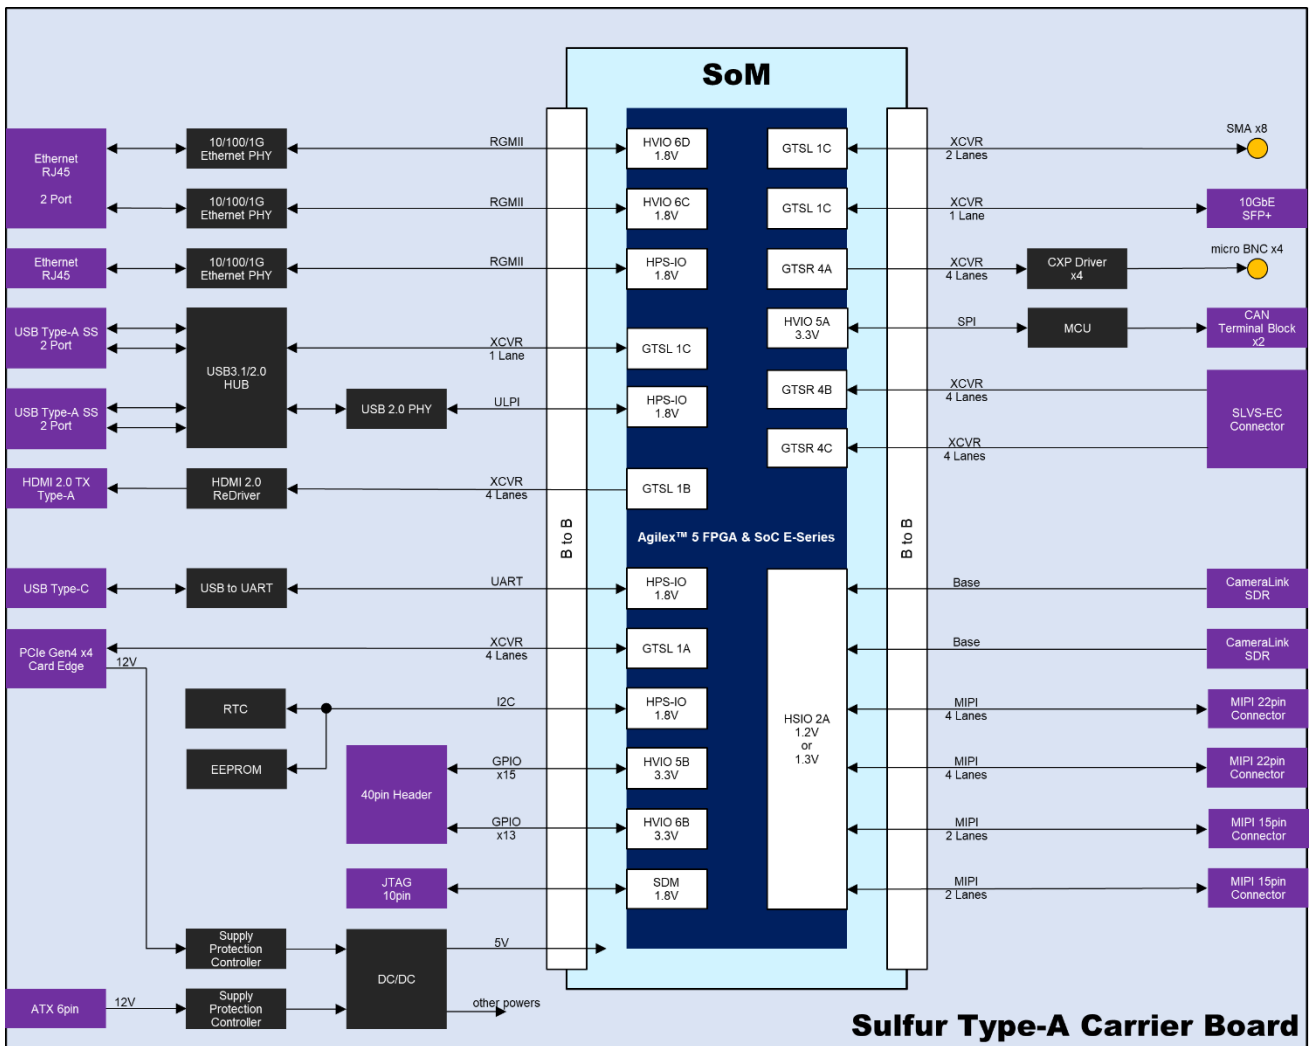 SoM
Ethernet
RJ45
2 Port
10/100/1G
Ethernet PHY
RGMII
HVIO 6D
1.8V
GTSL 1C
XCVR
2 Lanes
SMA x8
10/100/1G
Ethernet PHY
RGMII
HVIO 6C
1.8V
GTSL 1C
XCVR
1 Lane
10GbE
SFP+
Ethernet
RJ45
10/100/1G
Ethernet PHY
RGMII
HPS-IO
1.8V
GTSR 4A
XCVR
4 Lanes
CXP Driver
x4
micro BNC x4
USB Type-A SS
2 Port
USB3.1/2.0
HUB
XCVR
1 Lane
GTSL 1C
HVIO 5A
3.3V
SPI
MCU
CAN
Terminal Block
x2
USB Type-A SS
2 Port
USB 2.0 PHY
ULPI
HPS-IO
1.8V
GTSR 4B
XCVR
4 Lanes
SLVS-EC
Connector
GTSR 4C
XCVR
4 Lanes
HDMI 2.0 TX
Type-A
HDMI 2.0
ReDriver
XCVR
4 Lanes
GTSL 1B
B to B
Agilex™ 5 FPGA & SoC E-Series
B to B
USB Type-C
USB to UART
UART
HPS-IO
1.8V
HSIO 2A
1.2V
or
1.3V
Base
CameraLink
SDR
PCIe Gen4 x4
Card Edge
12V
XCVR
4 Lanes
GTSL 1A
Base
CameraLink
SDR
RTC
I2C
HPS-IO
1.8V
MIPI
4 Lanes
MIPI 22pin
Connector
EEPROM
40pin Header
GPIO
x15
HVIO 5B
3.3V
MIPI
4 Lanes
MIPI 22pin
Connector
GPIO
x13
HVIO 6B
3.3V
MIPI
2 Lanes
MIPI 15pin
Connector
JTAG
10pin
SDM
1.8V
MIPI
2 Lanes
MIPI 15pin
Connector
Supply
Protection
Controller
DC/DC
5V
ATX 6pin
12V
Supply
Protection
Controller
other powers
Sulfur Type-A Carrier Board